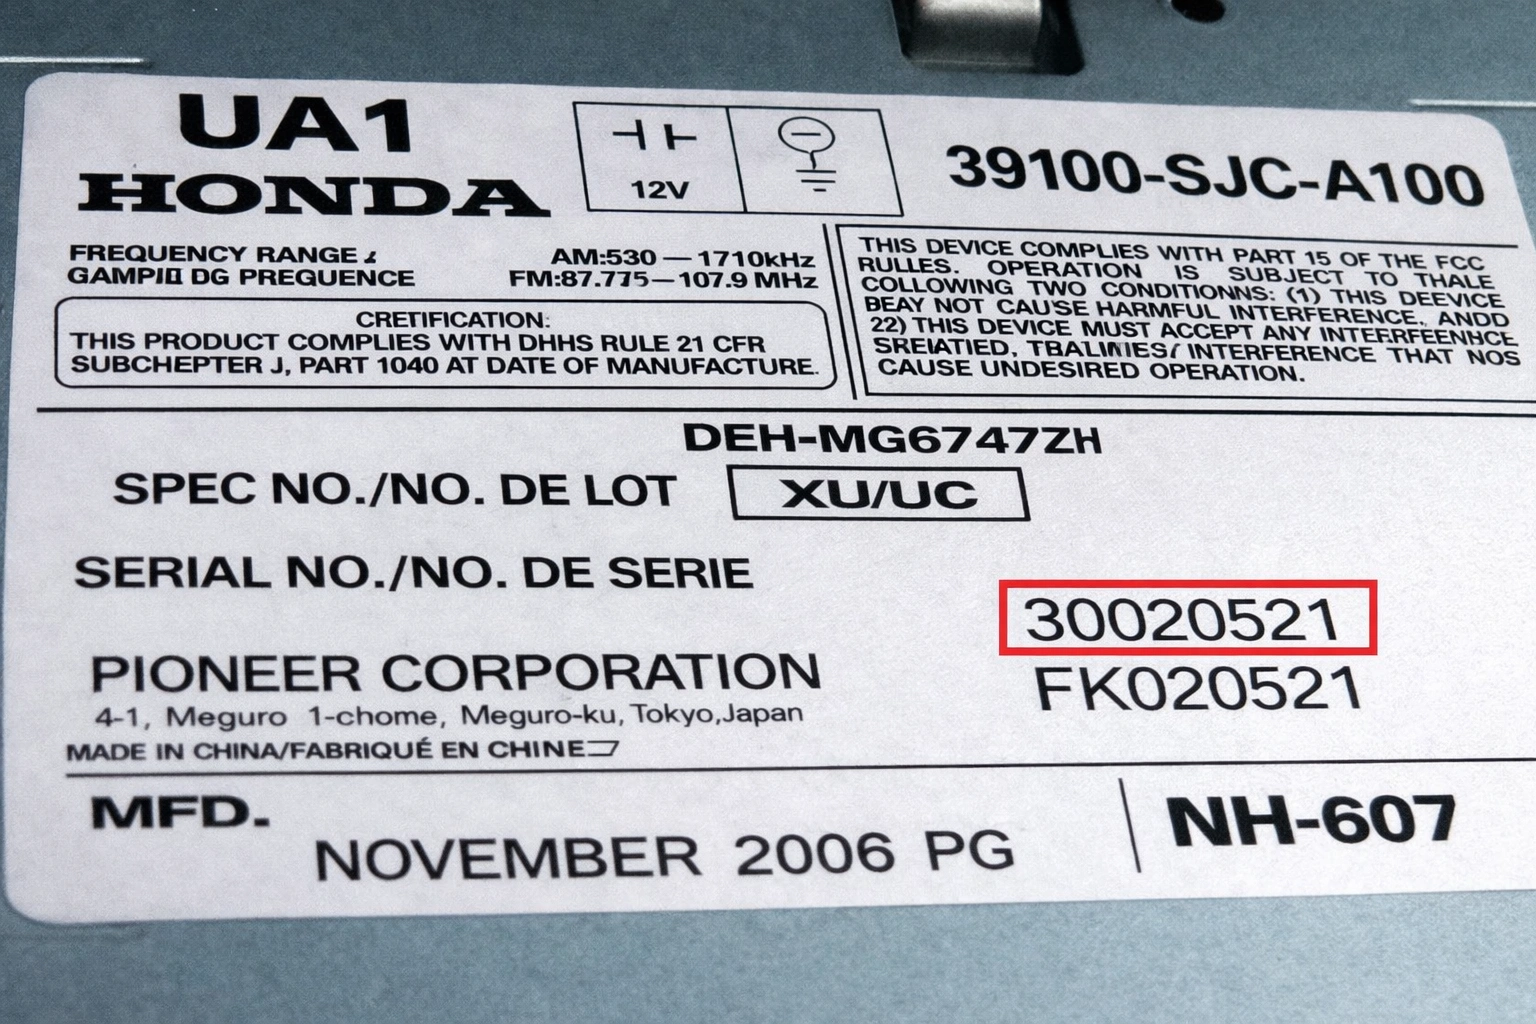 UA1
HONDA
12V
39100-SJC-A100
FREQUENCY RANGE
GAMPIII DG PREQUENCE
AM:530 — 1710kHz
FM:87.775—107.9 MHz
CRETIFICATION:
THIS PRODUCT COMPLIES WITH DHHS RULE 21 CFR
SUBCHEPTER J, PART 1040 AT DATE OF MANUFACTURE.
THIS DEVICE COMPLIES WITH PART 15 OF THE FCC
RULLES. OPERATION IS SUBJECT TO THALE
COLLOWING TWO CONDITIONNS: (1) THIS DEEVICE
BEAY NOT CAU'SE HARMFUL INTERFERENCE, ANDD
22) THIS DEVICE MUST ACCEPT ANY INTEFRFEENHCE
SREIATIED, INTERFERENCE THAT NOS
CAUSE UNDESIRED OPERATION.
DEH-MG6747ZH
SPEC NO./NO. DE LOT XU/UC
SERIAL NO./NO. DE SERIE
30020521
FK020521
PIONEER CORPORATION
4-1, Meguro 1-chome, Meguro-ku, Tokyo,Japan
MADE IN CHINA/FABRIQUÉ EN CHINE
MFD.
NOVEMBER 2006 PG
NH-607